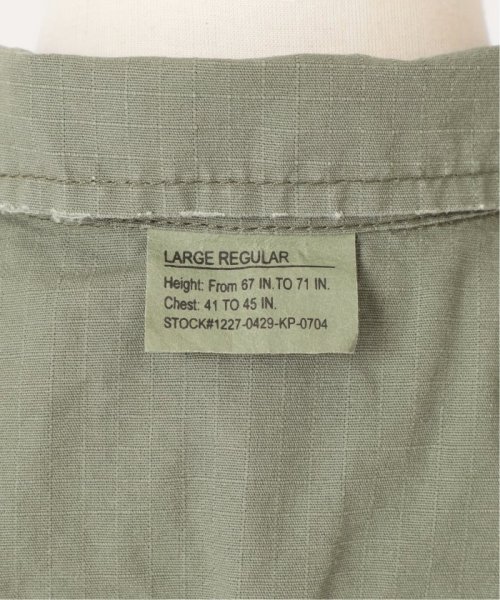 LARGE REGULAR
Height: From 67 IN. TO 71 IN.
Chest: 41 TO 45 IN.
STOCK#1227-0429-KP-0704